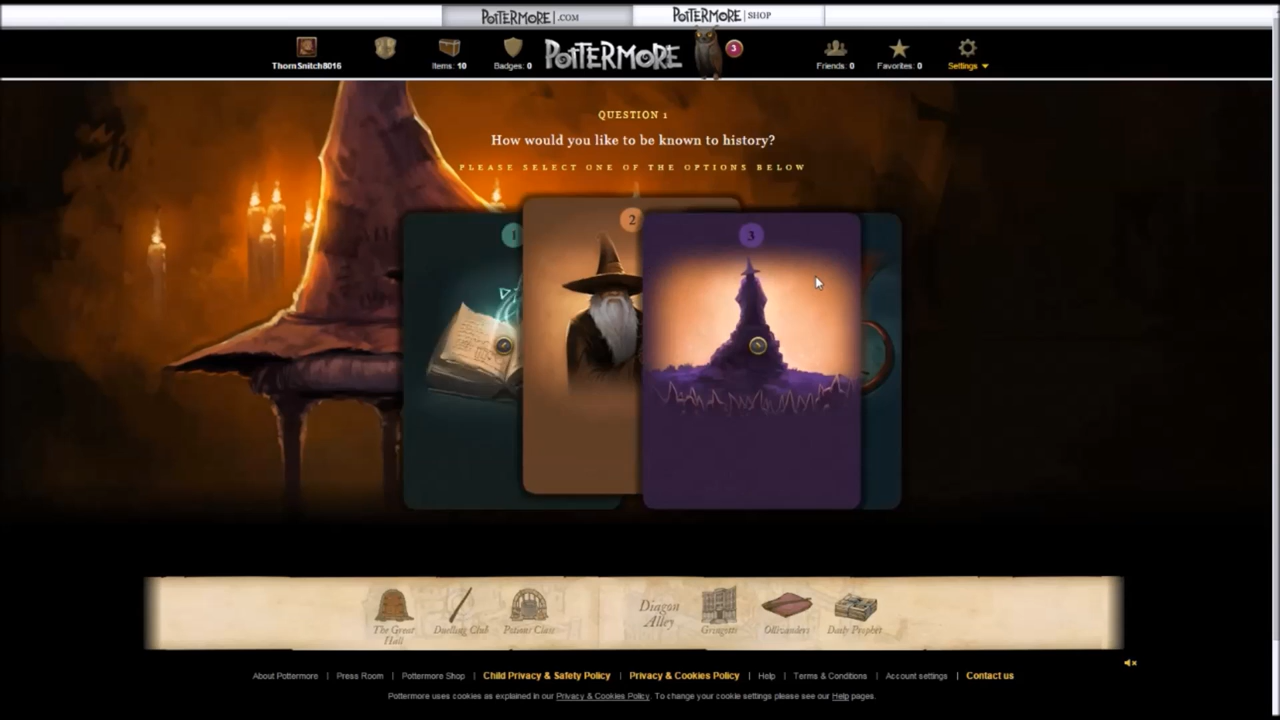 POTTERMORE | .COM
POTTERMORE | SHOP
ThornSnitch8016
Items: 10
Badges: 0
POTTERMORE
3
Friends: 0
Favorites: 0
Settings
QUESTION 1
How would you like to be known to history?
PLEASE SELECT ONE OF THE OPTIONS BELOW
1
2
3
The Great Hall
Duelling Club
Potions Class
Diagon Alley
Gringotts
Ollivanders
Daily Prophet
About Pottermore | Press Room | Pottermore Shop | Child Privacy & Safety Policy | Privacy & Cookies Policy | Help | Terms & Conditions | Account settings | Contact us
Pottermore uses cookies as explained in our Privacy & Cookies Policy. To change your cookie settings please see our Help pages.